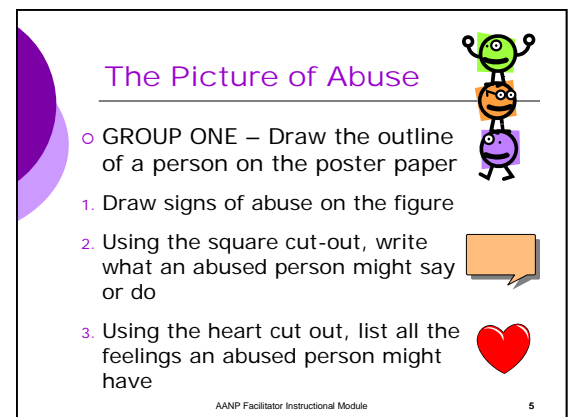 The Picture of Abuse
GROUP ONE – Draw the outline
of a person on the poster paper
1. Draw signs of abuse on the figure
2. Using the square cut-out, write
what an abused person might say
or do
3. Using the heart cut out, list all the
feelings an abused person might
have
AANP Facilitator Instructional Module
5